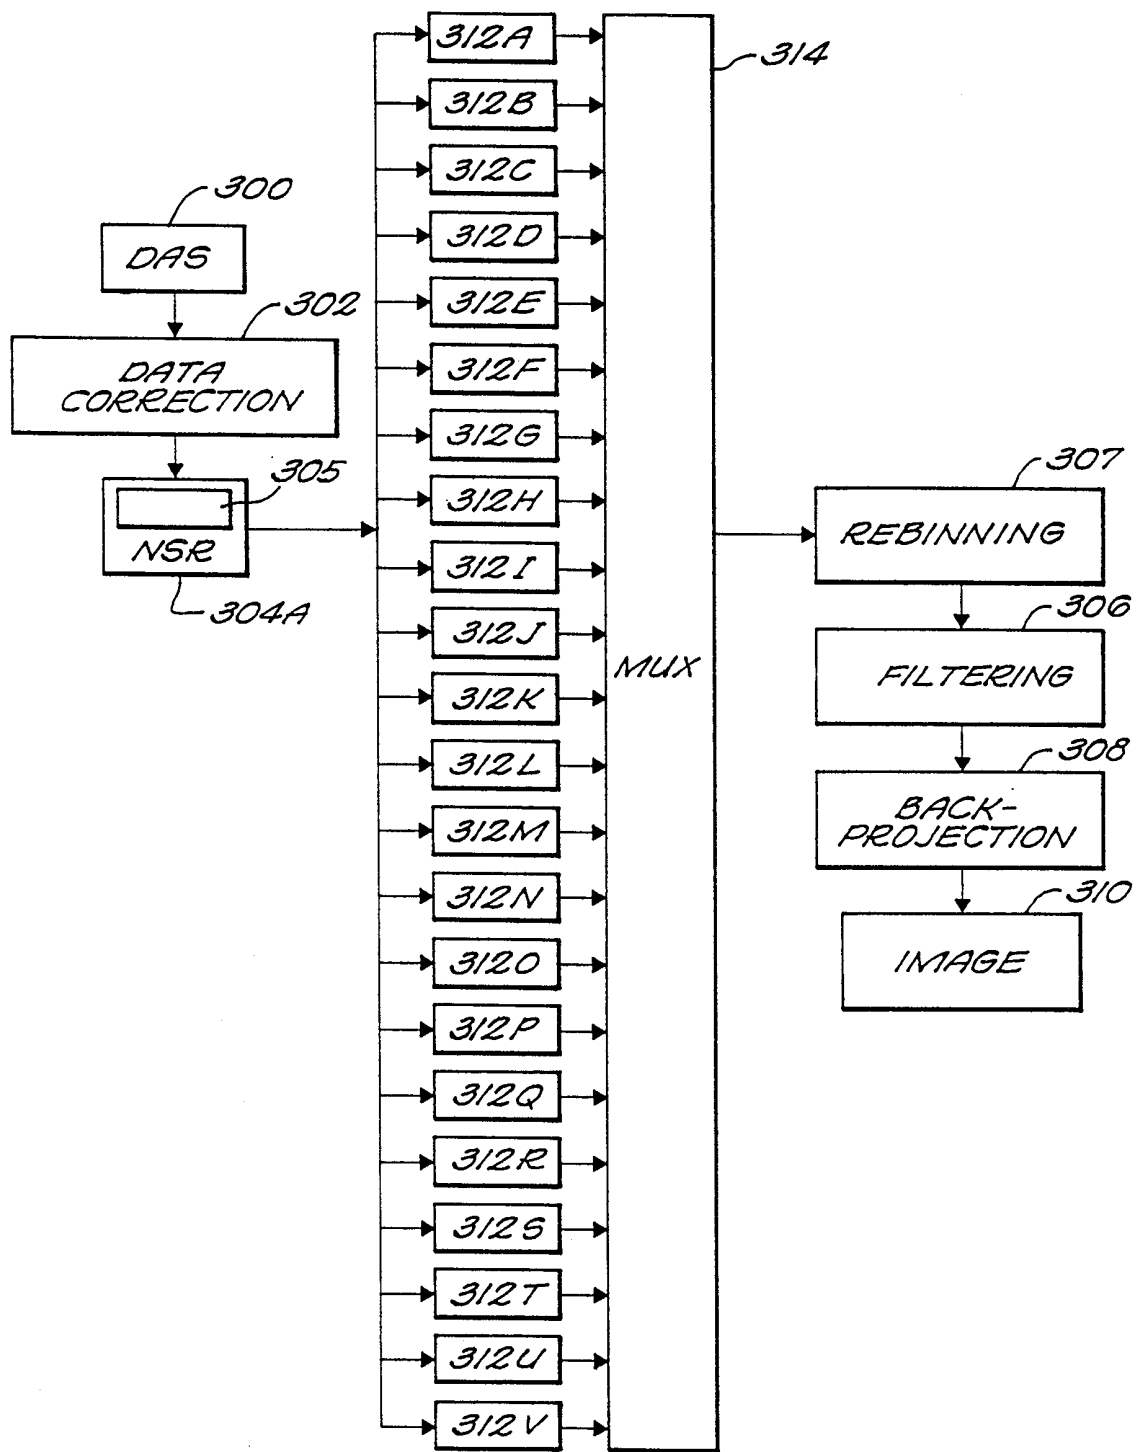 300
DAS
302
DATA
CORRECTION
305
NSR
304A
312A
312B
312C
312D
312E
312F
312G
312H
312I
312J
312K
312L
312M
312N
312O
312P
312Q
312R
312S
312T
312U
312V
314
MUX
307
REBINNING
306
FILTERING
308
BACK-
PROJECTION
310
IMAGE